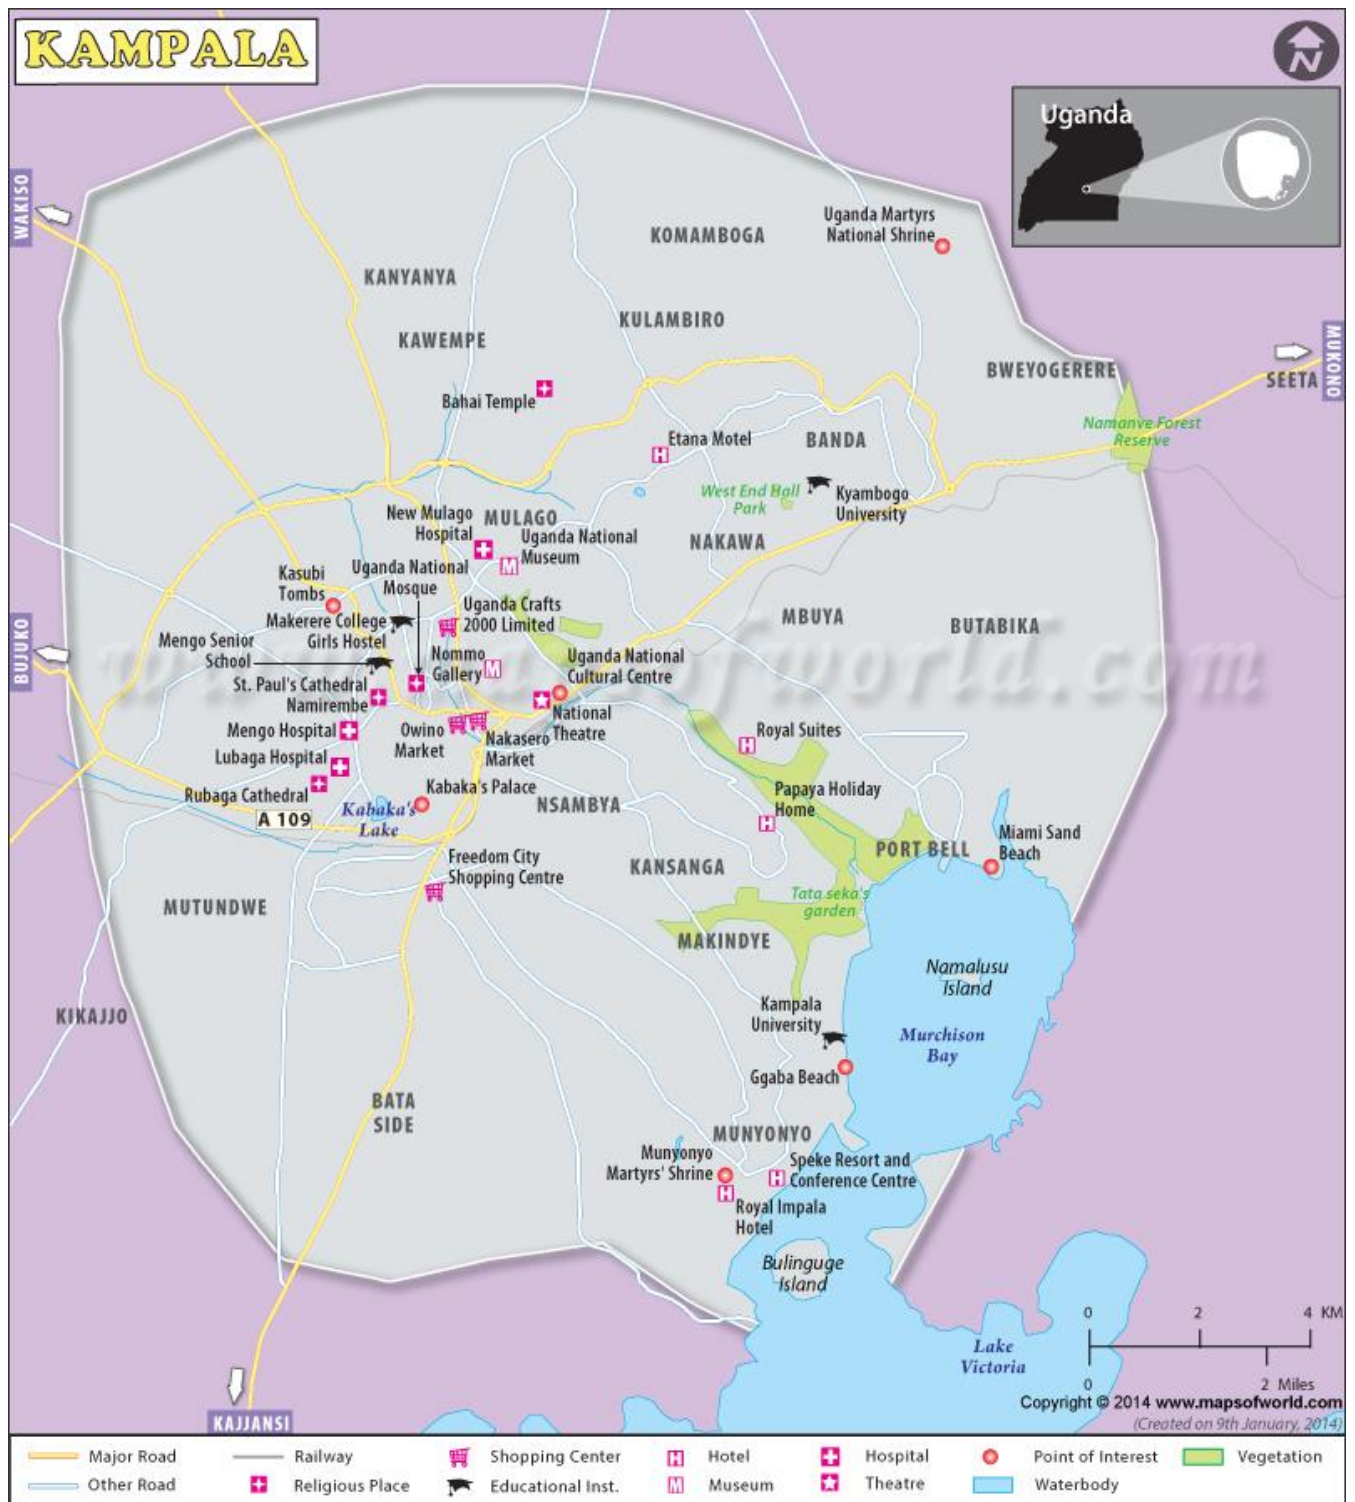 KAMPALA
N
Uganda
WAKISO
Uganda Martyrs
National Shrine
KOMAMBOGA
KANYANYA
KULAMBIRO
KAWEMPE
MUKONO
BWEYOGERERE
SEETA
Bahai Temple
Namanve Forest
Reserve
Etana Motel
BANDA
West End Hall
Park
Kyambogo
University
New Mulago
Hospital
MULAGO
Uganda National
Museum
NAKAWA
Uganda National
Mosque
Kasubi
Tombs
Uganda Crafts
2000 Limited
Makerere College
Girls Hostel
MBUYA
BUTABIKA
BUJUKO
Mengo Senior
School
Nommo
Gallery
Uganda National
Cultural Centre
www.mapsofworld.com
St. Paul's Cathedral
Namirembe
National
Theatre
Mengo Hospital
Owino
Market
Nakasero
Market
Royal Suites
Lubaga Hospital
Rubaga Cathedral
Kabaka's Palace
Papaya Holiday
Home
NSAMBYA
A 109
Kabaka's
Lake
Miami Sand
Beach
PORT BELL
Freedom City
Shopping Centre
KANSANGA
Tata seka's
garden
MUTUNDWE
MAKINDYE
Namalusu
Island
Kampala
University
KIKAJJO
Murchison
Bay
Ggaba Beach
BATA
SIDE
MUNYONYO
Munyonyo
Martyrs' Shrine
Speke Resort and
Conference Centre
Royal Impala
Hotel
Bulinguge
Island
0 2 4 KM
Lake
Victoria
0 2 Miles
Copyright © 2014 www.mapsofworld.com
(Created on 9th January, 2014)
KAJJANSI
Major Road Railway Shopping Center H Hotel Hospital Point of Interest Vegetation
Other Road Religious Place Educational Inst. M Museum Theatre Waterbody